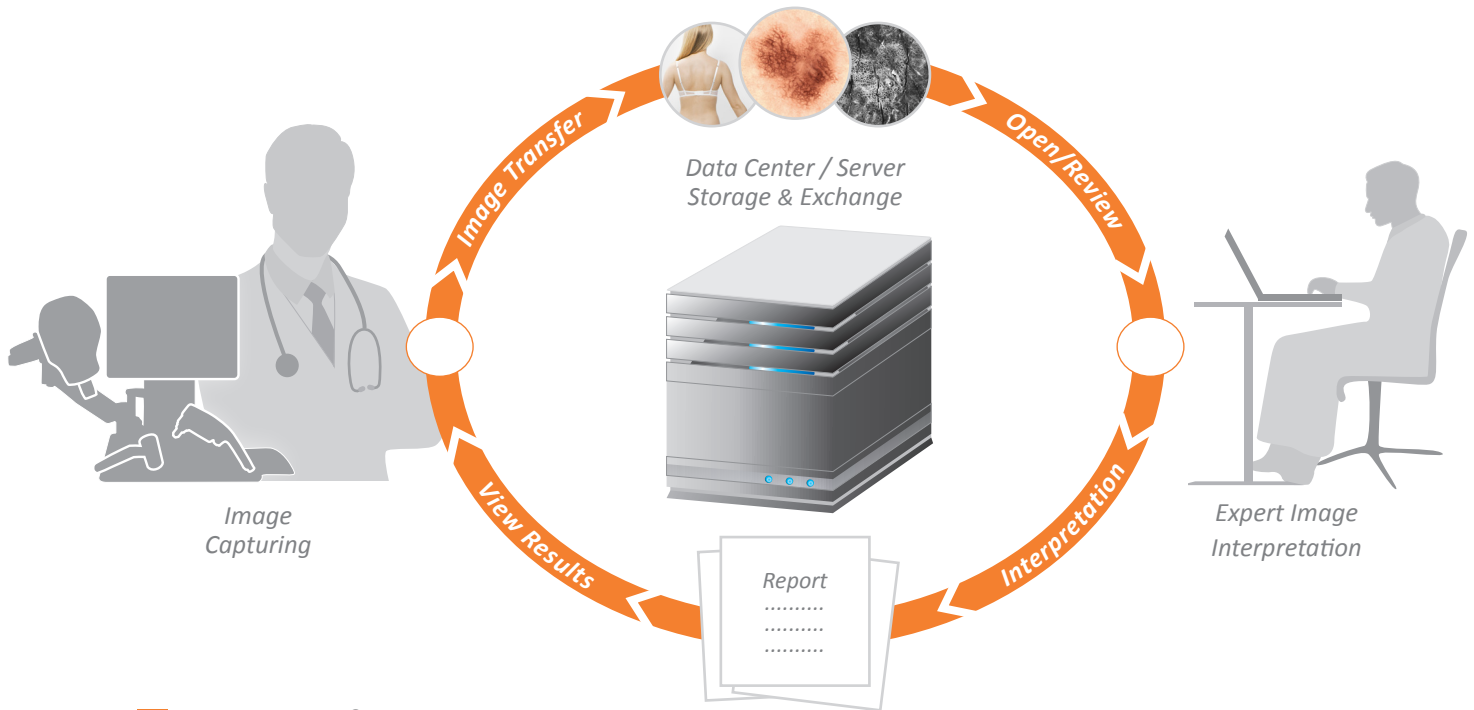 Image Transfer
Open/Review
Data Center / Server
Storage & Exchange
Image
Capturing
Expert Image
Interpretation
View Results
Interpretation
Report
..........
..........
..........